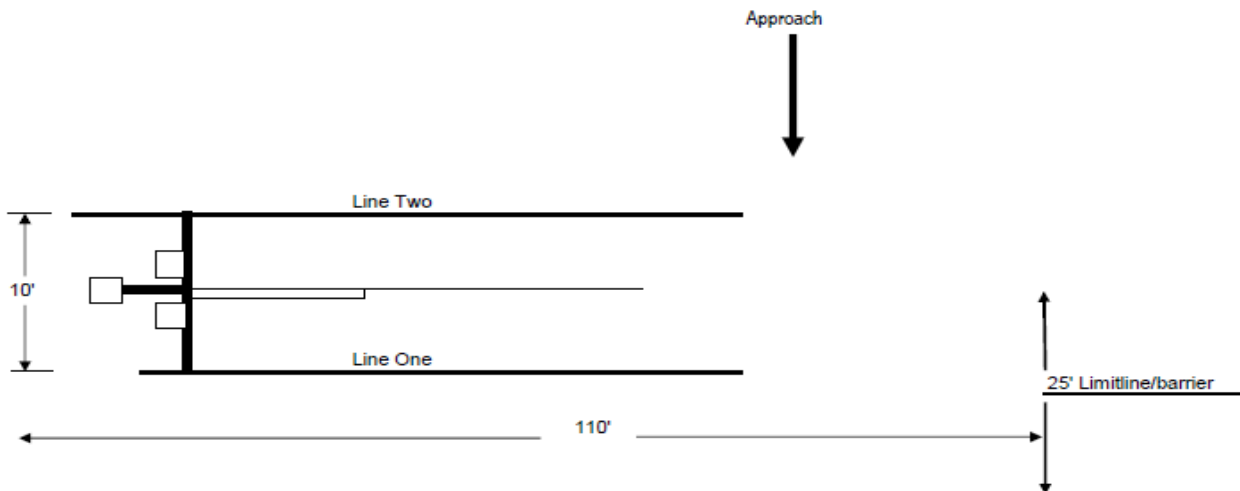 Approach
Line Two
10'
Line One
25' Limitline/barrier
110'